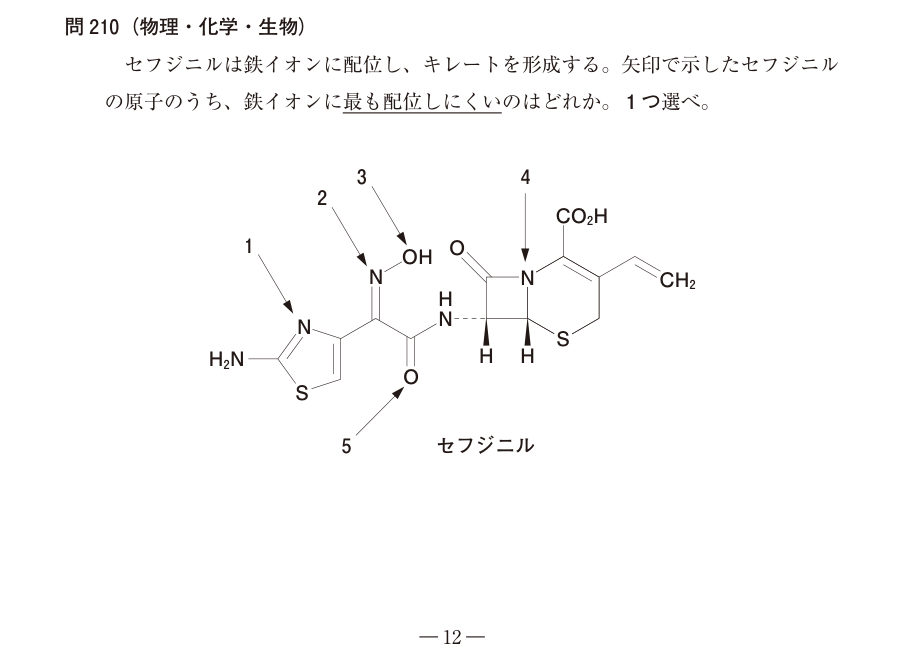 問 210（物理・化学・生物）
セフジニルは鉄イオンに配位し、キレートを形成する。矢印で示したセフジニル
の原子のうち、鉄イオンに最も配位しにくいのはどれか。1つ選べ。
3
4
2
CO₂H
1
OH
O
N
N
CH₂
H
N
N
S
H₂N
H
H
O
S
5
セフジニル
― 12 ―